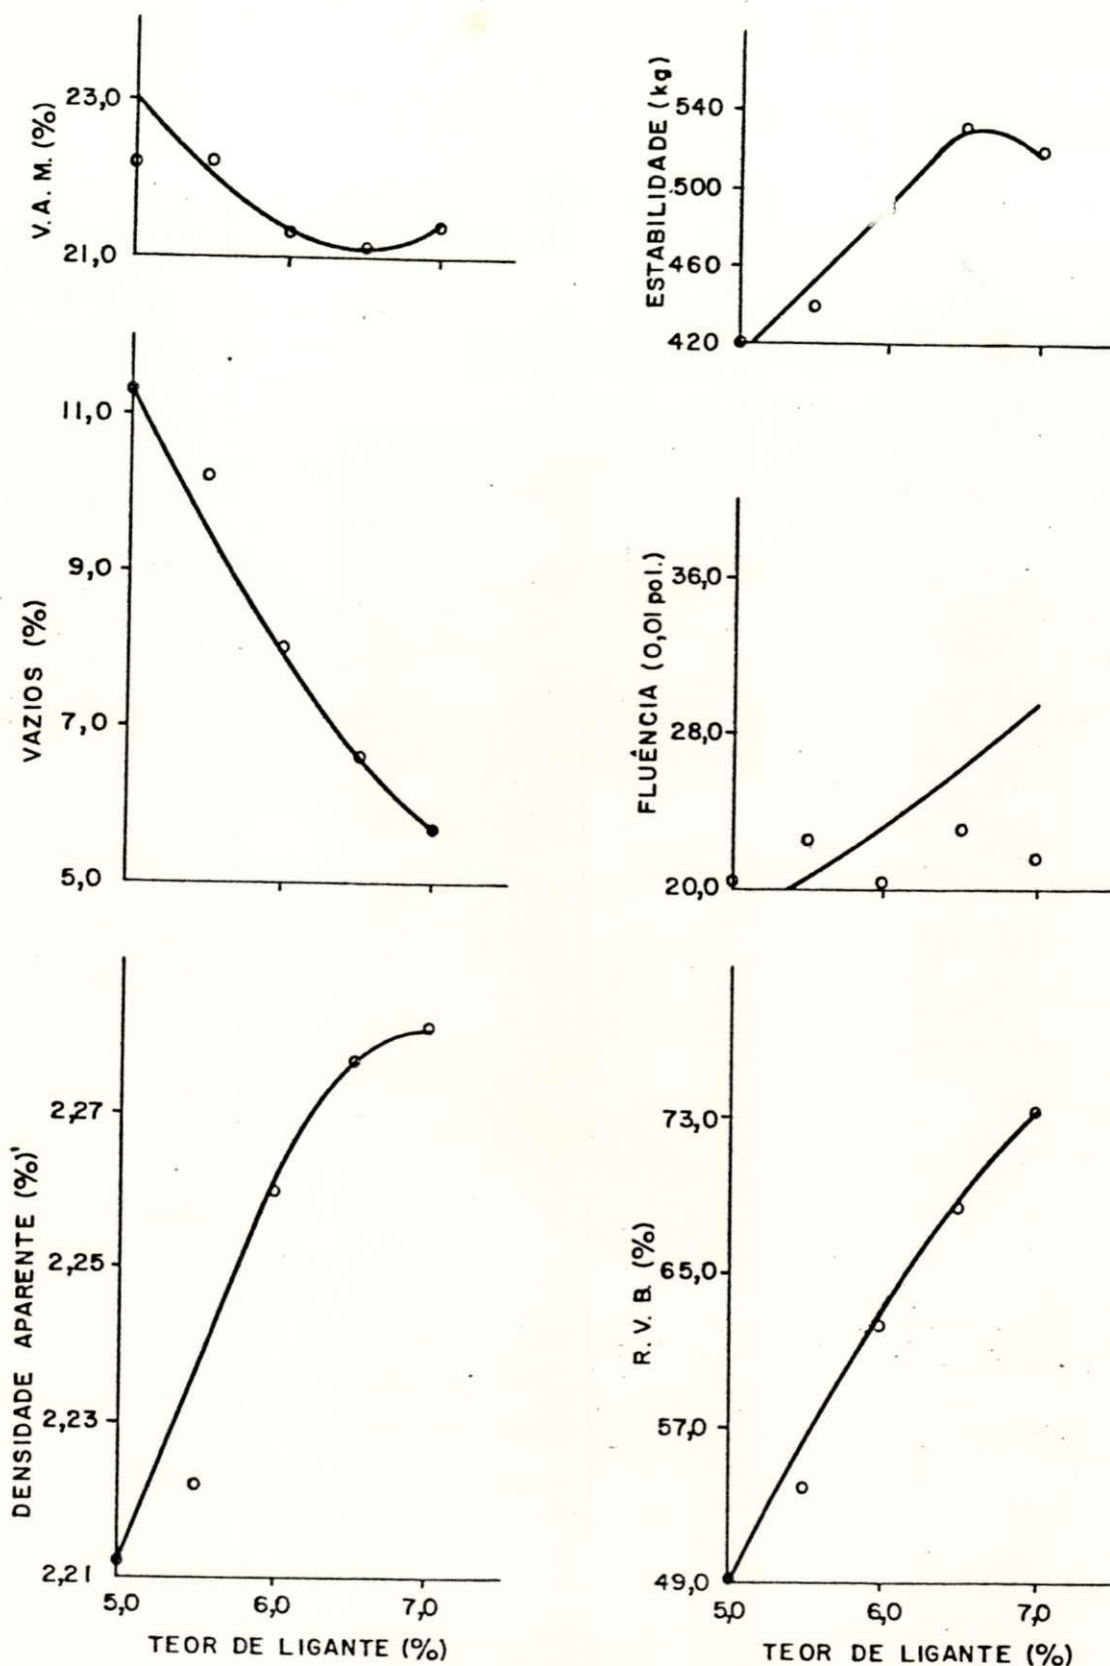 V.A.M. (%)
23,0
21,0
VAZIOS (%)
11,0
9,0
7,0
5,0
DENSIDADE APARENTE (%)'
2,27
2,25
2,23
2,21
5,0 6,0 7,0
TEOR DE LIGANTE (%)
ESTABILIDADE (kg)
540
500
460
420
FLUÊNCIA (0,01 pol.)
36,0
28,0
20,0
R.V.B. (%)
73,0
65,0
57,0
49,0
5,0 6,0 7,0
TEOR DE LIGANTE (%)